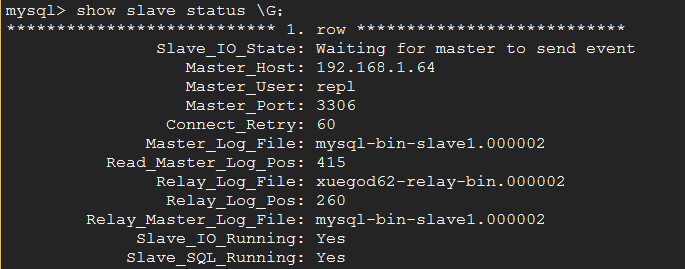 mysql> show slave status \G;
*************************** 1. row ***************************
Slave_IO_State: Waiting for master to send event
Master_Host: 192.168.1.64
Master_User: repl
Master_Port: 3306
Connect_Retry: 60
Master_Log_File: mysql-bin-slave1.000002
Read_Master_Log_Pos: 415
Relay_Log_File: xuegod62-relay-bin.000002
Relay_Log_Pos: 260
Relay_Master_Log_File: mysql-bin-slave1.000002
Slave_IO_Running: Yes
Slave_SQL_Running: Yes